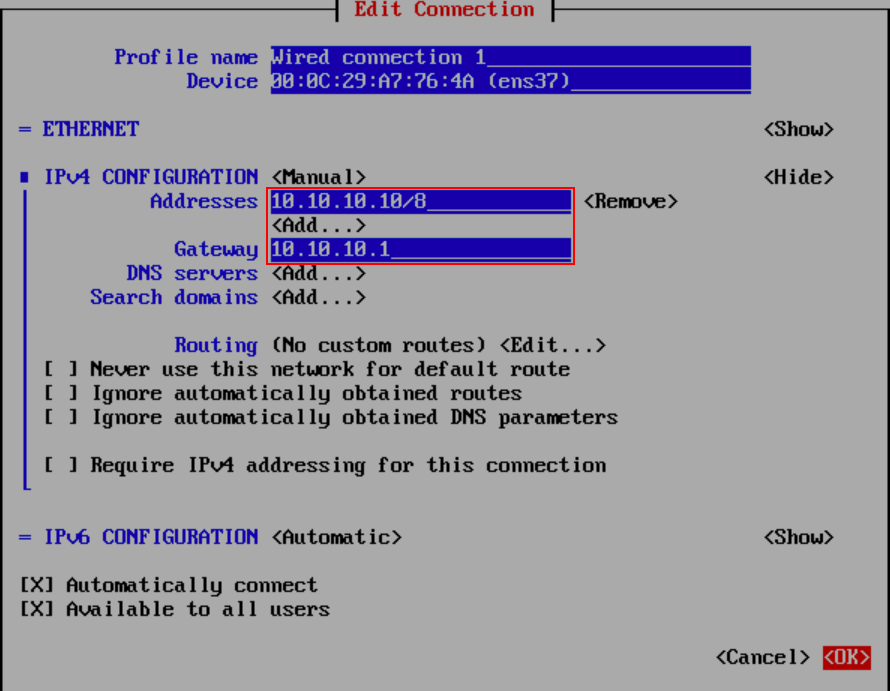 Edit Connection
Profile name Wired connection 1
Device 00:0C:29:A7:76:4A (ens37)
= ETHERNET <Show>
IPv4 CONFIGURATION <Manual> <Hide>
Addresses 10.10.10.10/8 <Remove>
<Add...>
Gateway 10.10.10.1
DNS servers <Add...>
Search domains <Add...>
Routing (No custom routes) <Edit...>
[ ] Never use this network for default route
[ ] Ignore automatically obtained routes
[ ] Ignore automatically obtained DNS parameters
[ ] Require IPv4 addressing for this connection
= IPv6 CONFIGURATION <Automatic> <Show>
[X] Automatically connect
[X] Available to all users
<Cancel> <OK>